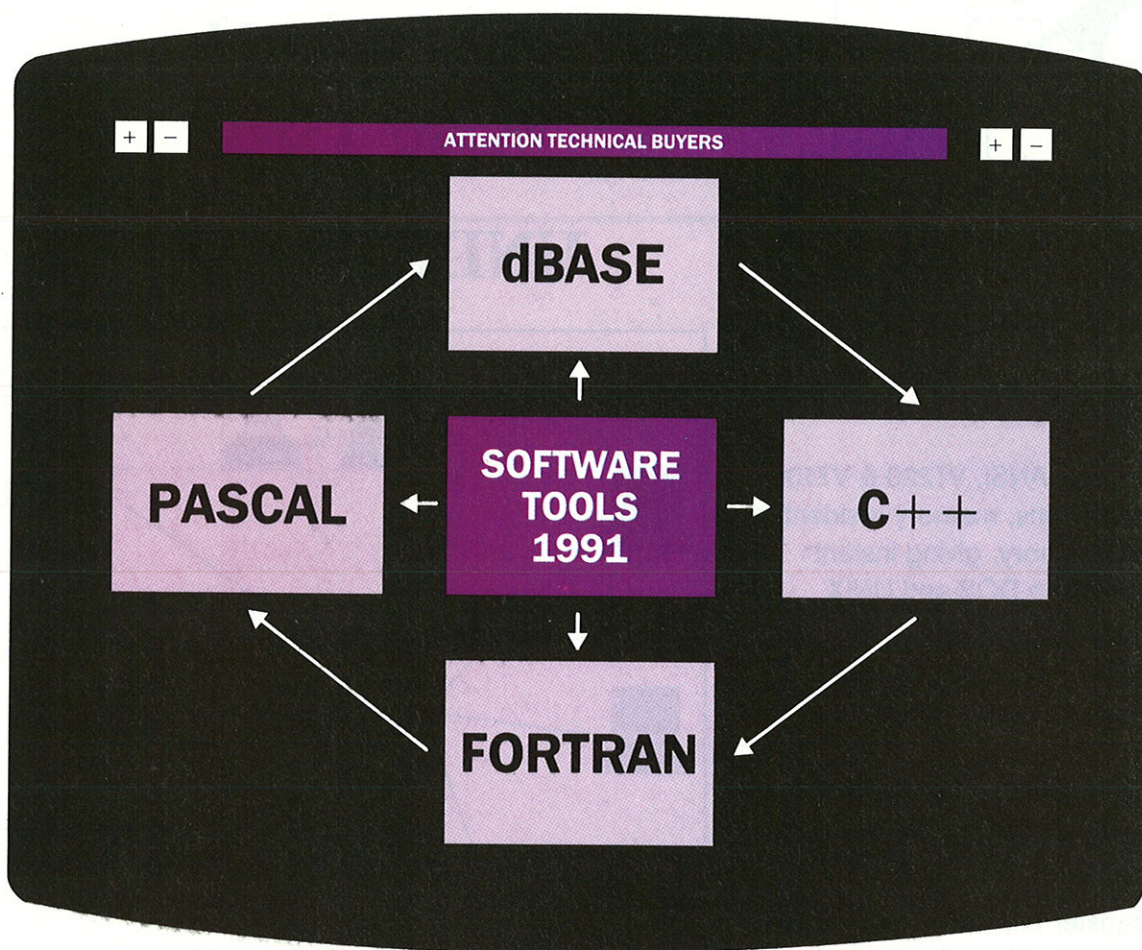 + − ATTENTION TECHNICAL BUYERS + −
dBASE
PASCAL
SOFTWARE
TOOLS
1991
C++
FORTRAN